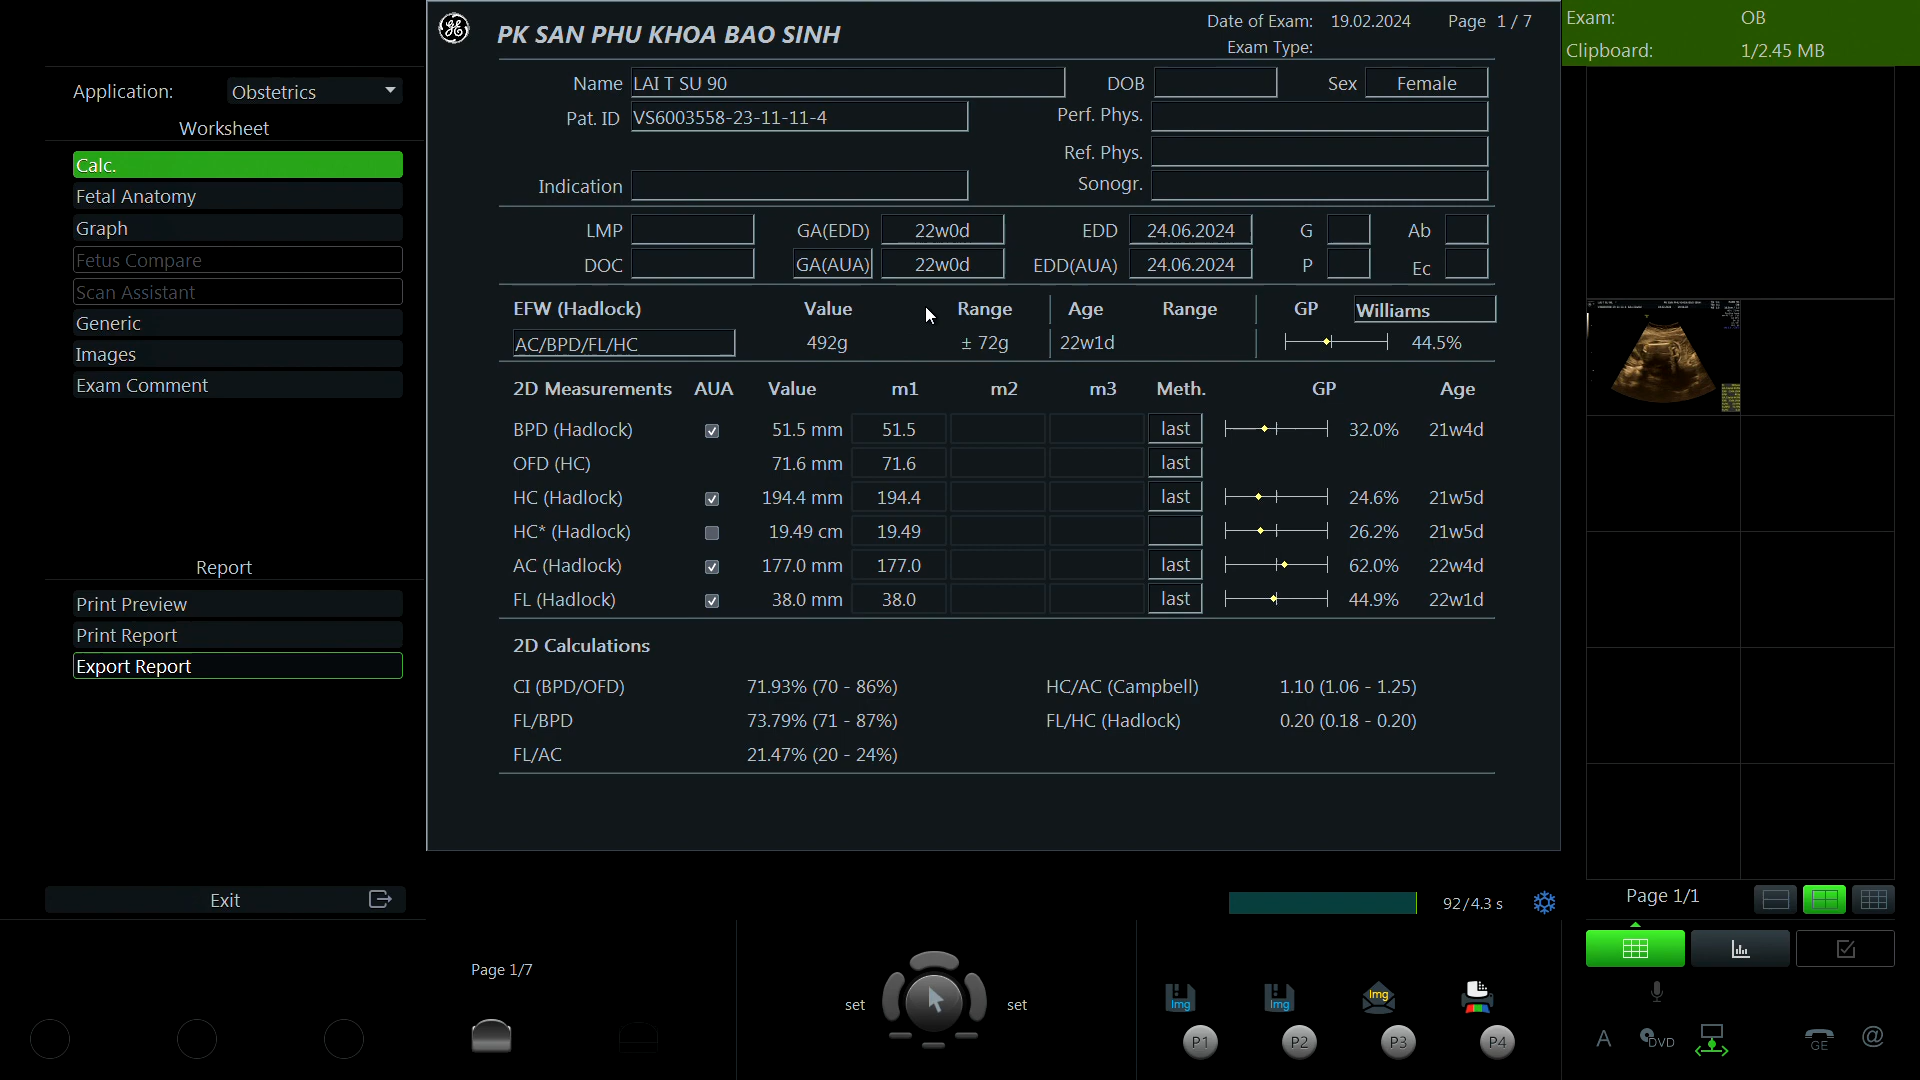 PK SAN PHU KHOA BAO SINH
Date of Exam: 19.02.2024 Page 1 / 7
Exam Type:
Exam: OB
Clipboard: 1/2.45 MB
Application: Obstetrics
Worksheet
Calc.
Fetal Anatomy
Graph
Fetus Compare
Scan Assistant
Generic
Images
Exam Comment
Report
Print Preview
Print Report
Export Report
Exit
Name LAI T SU 90 DOB Sex Female
Pat. ID VS6003558-23-11-11-4 Perf. Phys.
Ref. Phys.
Indication Sonogr.
LMP GA(EDD) 22w0d EDD 24.06.2024 G Ab
DOC GA(AUA) 22w0d EDD(AUA) 24.06.2024 P Ec
EFW (Hadlock) Value Range Age Range GP Williams
AC/BPD/FL/HC 492g ± 72g 22w1d 44.5%
2D Measurements AUA Value m1 m2 m3 Meth. GP Age
BPD (Hadlock) 51.5 mm 51.5 last 32.0% 21w4d
OFD (HC) 71.6 mm 71.6 last
HC (Hadlock) 194.4 mm 194.4 last 24.6% 21w5d
HC* (Hadlock) 19.49 cm 19.49 26.2% 21w5d
AC (Hadlock) 177.0 mm 177.0 last 62.0% 22w4d
FL (Hadlock) 38.0 mm 38.0 last 44.9% 22w1d
2D Calculations
CI (BPD/OFD) 71.93% (70 - 86%) HC/AC (Campbell) 1.10 (1.06 - 1.25)
FL/BPD 73.79% (71 - 87%) FL/HC (Hadlock) 0.20 (0.18 - 0.20)
FL/AC 21.47% (20 - 24%)
92/4.3 s
Page 1/1
Page 1/7
set set
Img Img Img
P1 P2 P3 P4
A DVD GE @